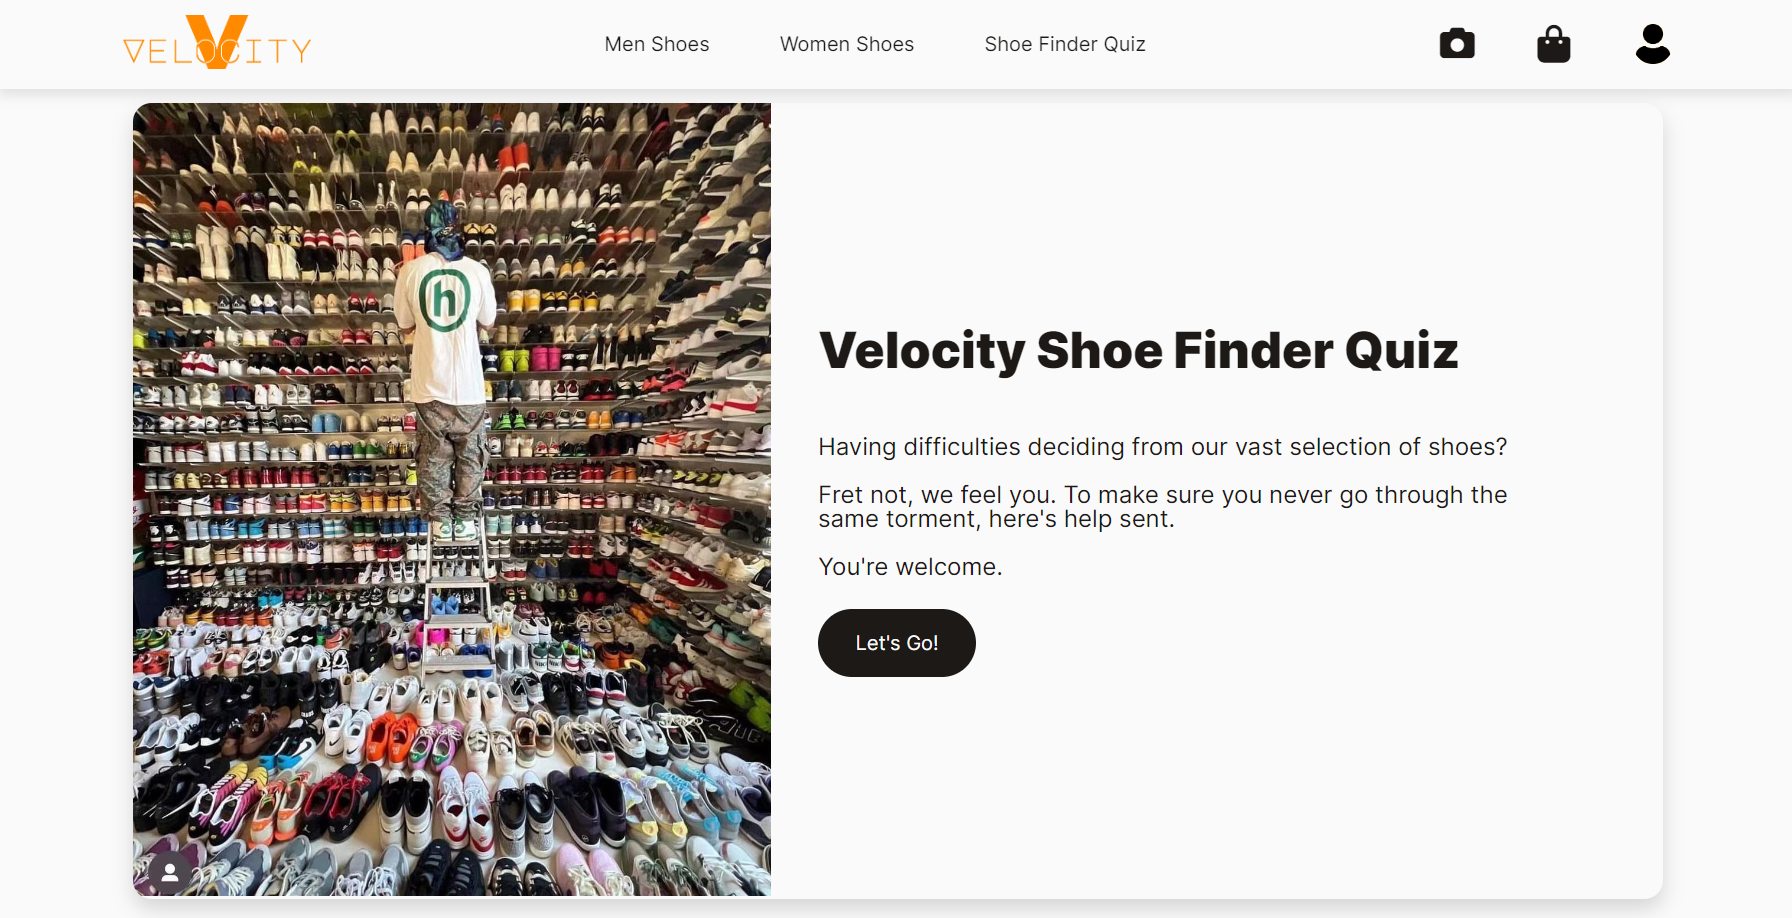 VELOCITY
Men Shoes
Women Shoes
Shoe Finder Quiz
h
Velocity Shoe Finder Quiz
Having difficulties deciding from our vast selection of shoes?
Fret not, we feel you. To make sure you never go through the
same torment, here's help sent.
You're welcome.
Let's Go!